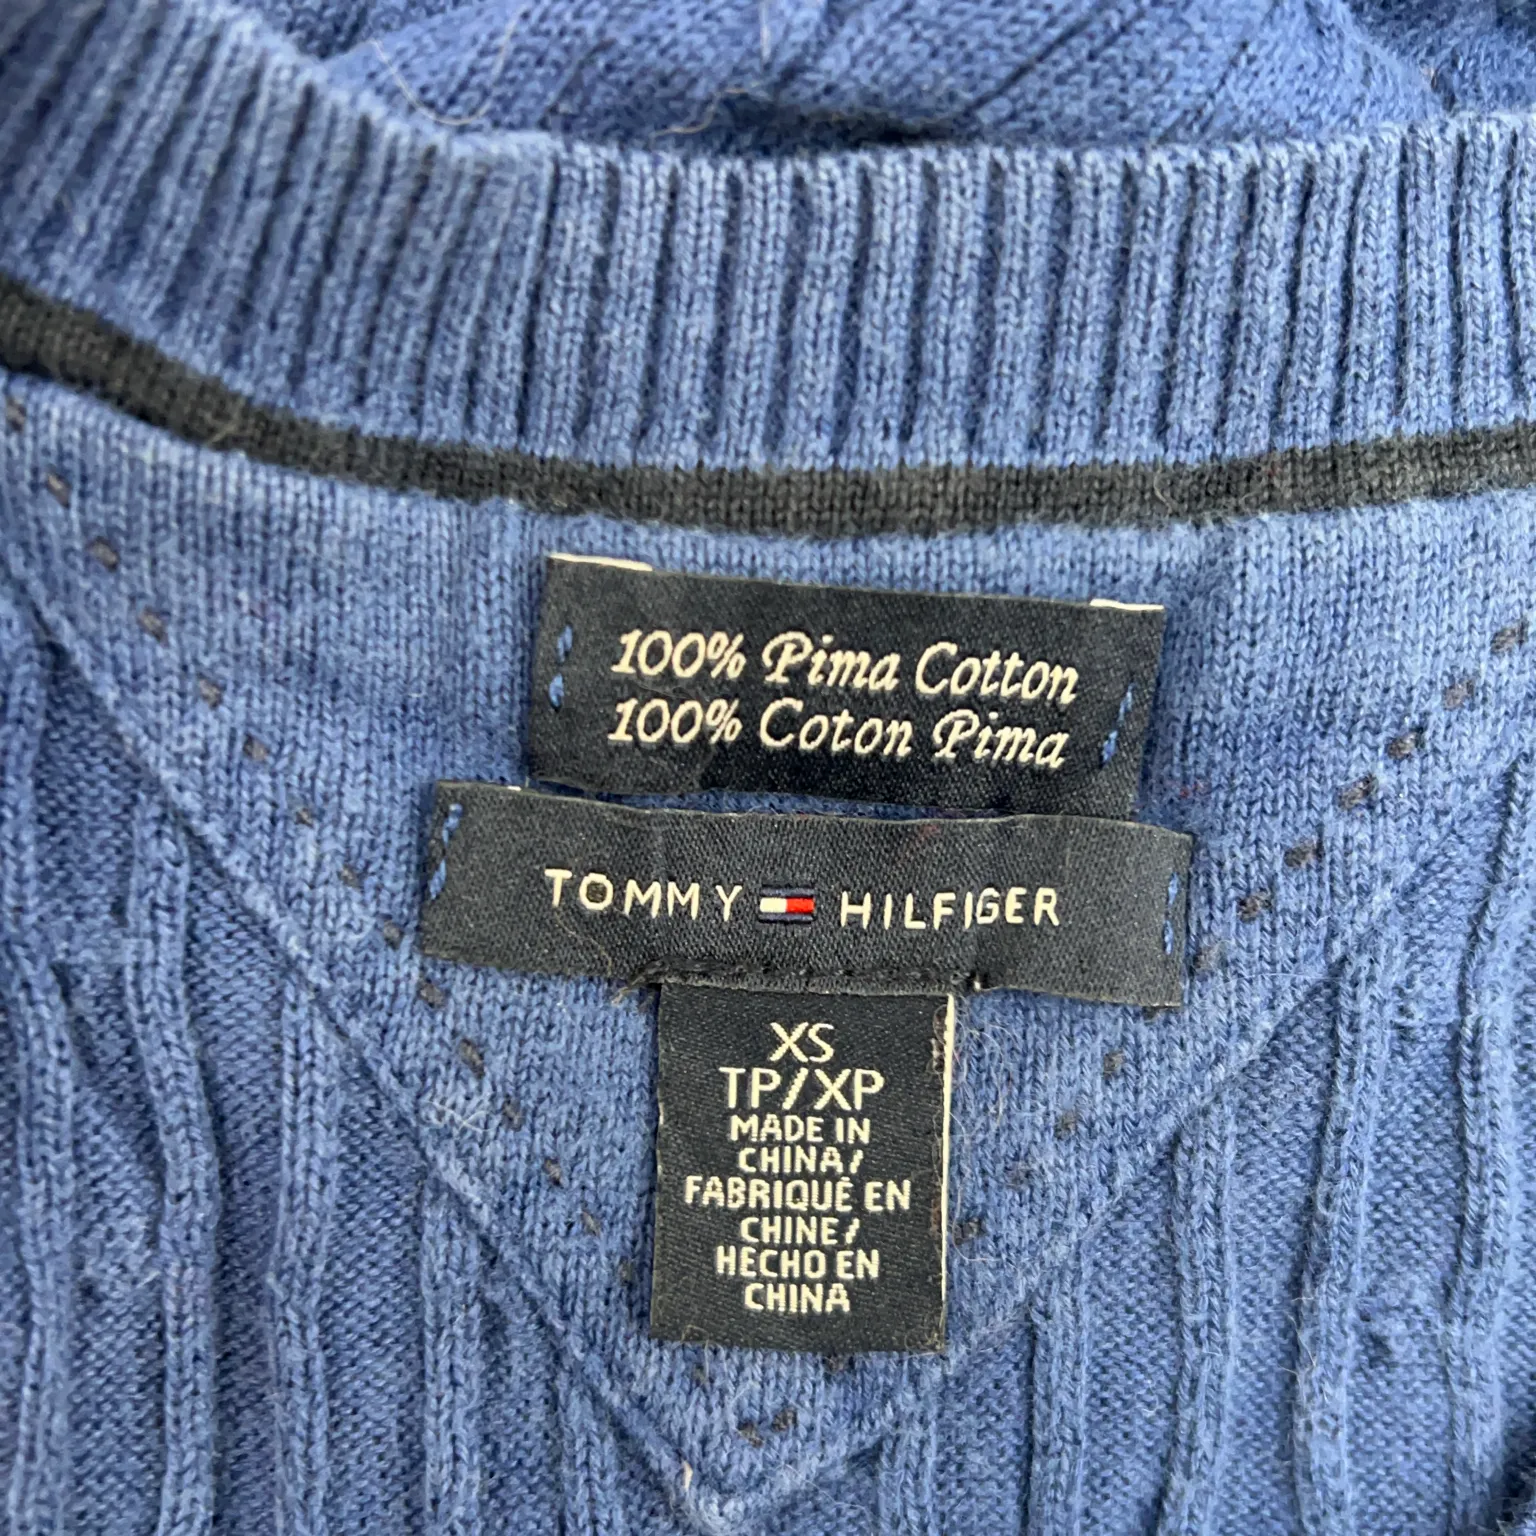 100% Pima Cotton
100% Coton Pima
TOMMY HILFIGER
XS
TP/XP
MADE IN
CHINA/
FABRIQUÉ EN
CHINE/
HECHO EN
CHINA